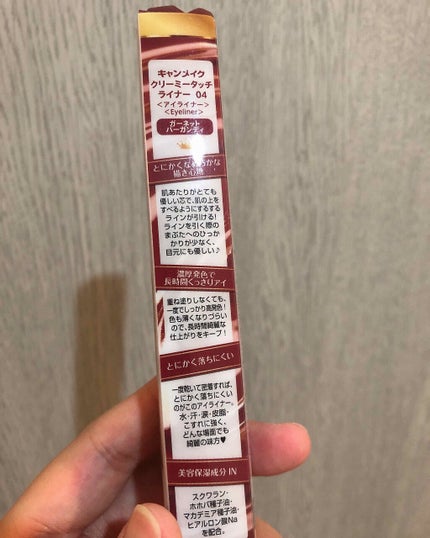 キャンメイク
クリーミータッチ
ライナー 04
<アイライナー>
<Eyeliner>
ガーネット
バーガンディ
とにかくなめらかな
描き心地
肌あたりがとても
優しい芯で、肌の上を
すべるようにするする
ラインが引ける!
ラインを引く際の
まぶたへのひっか
かりが少なく、
目元にも優しい♪
濃厚発色で
長時間くっきりアイ
重ね塗りしなくても、
一度でしっかり高発色!
色も薄くなりづらい
ので、長時間綺麗な
仕上がりをキープ!
とにかく落ちにくい
一度乾いて密着すれば、
とにかく落ちにくい
のがこのアイライナー。
水・汗・涙・皮脂・
こすれに強く、
どんな場面でも
綺麗の味方♥
美容保湿成分 IN
スクワラン・
ホホバ種子油・
マカデミア種子油・
ヒアルロン酸Na
を配合。